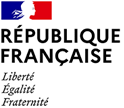 RÉPUBLIQUE
FRANÇAISE
Liberté
Égalité
Fraternité